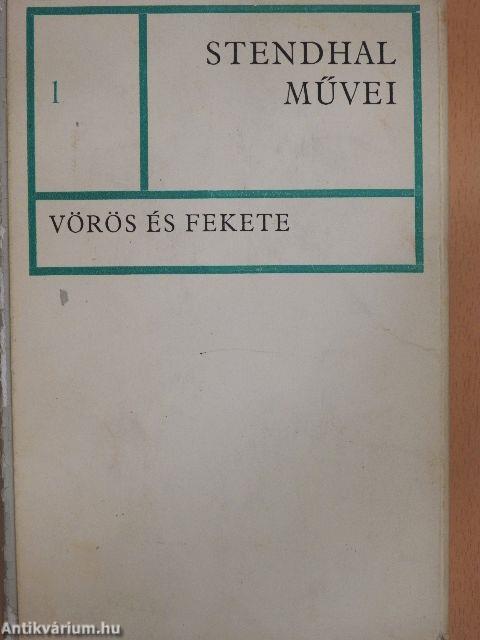 1
STENDHAL
MŰVEI
VÖRÖS ÉS FEKETE
Antikvárium.hu